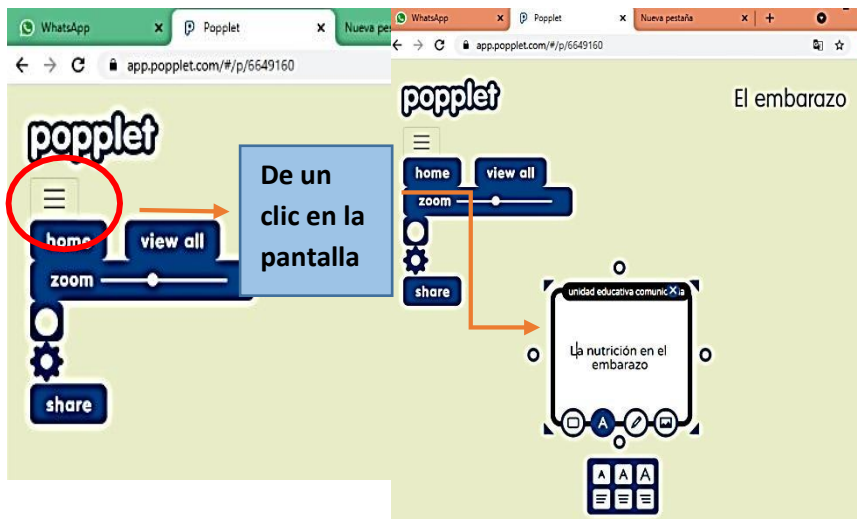 WhatsApp
Popplet
Nueva pes
app.popplet.com/#/p/6649160
popplet
home
view all
zoom
share
De un
clic en la
pantalla
WhatsApp
Popplet
Nueva pestaña
app.popplet.com/#/p/6649160
popplet
El embarazo
home
view all
zoom
share
unidad educativa comunic ia
La nutrición en el
embarazo
A
A A A